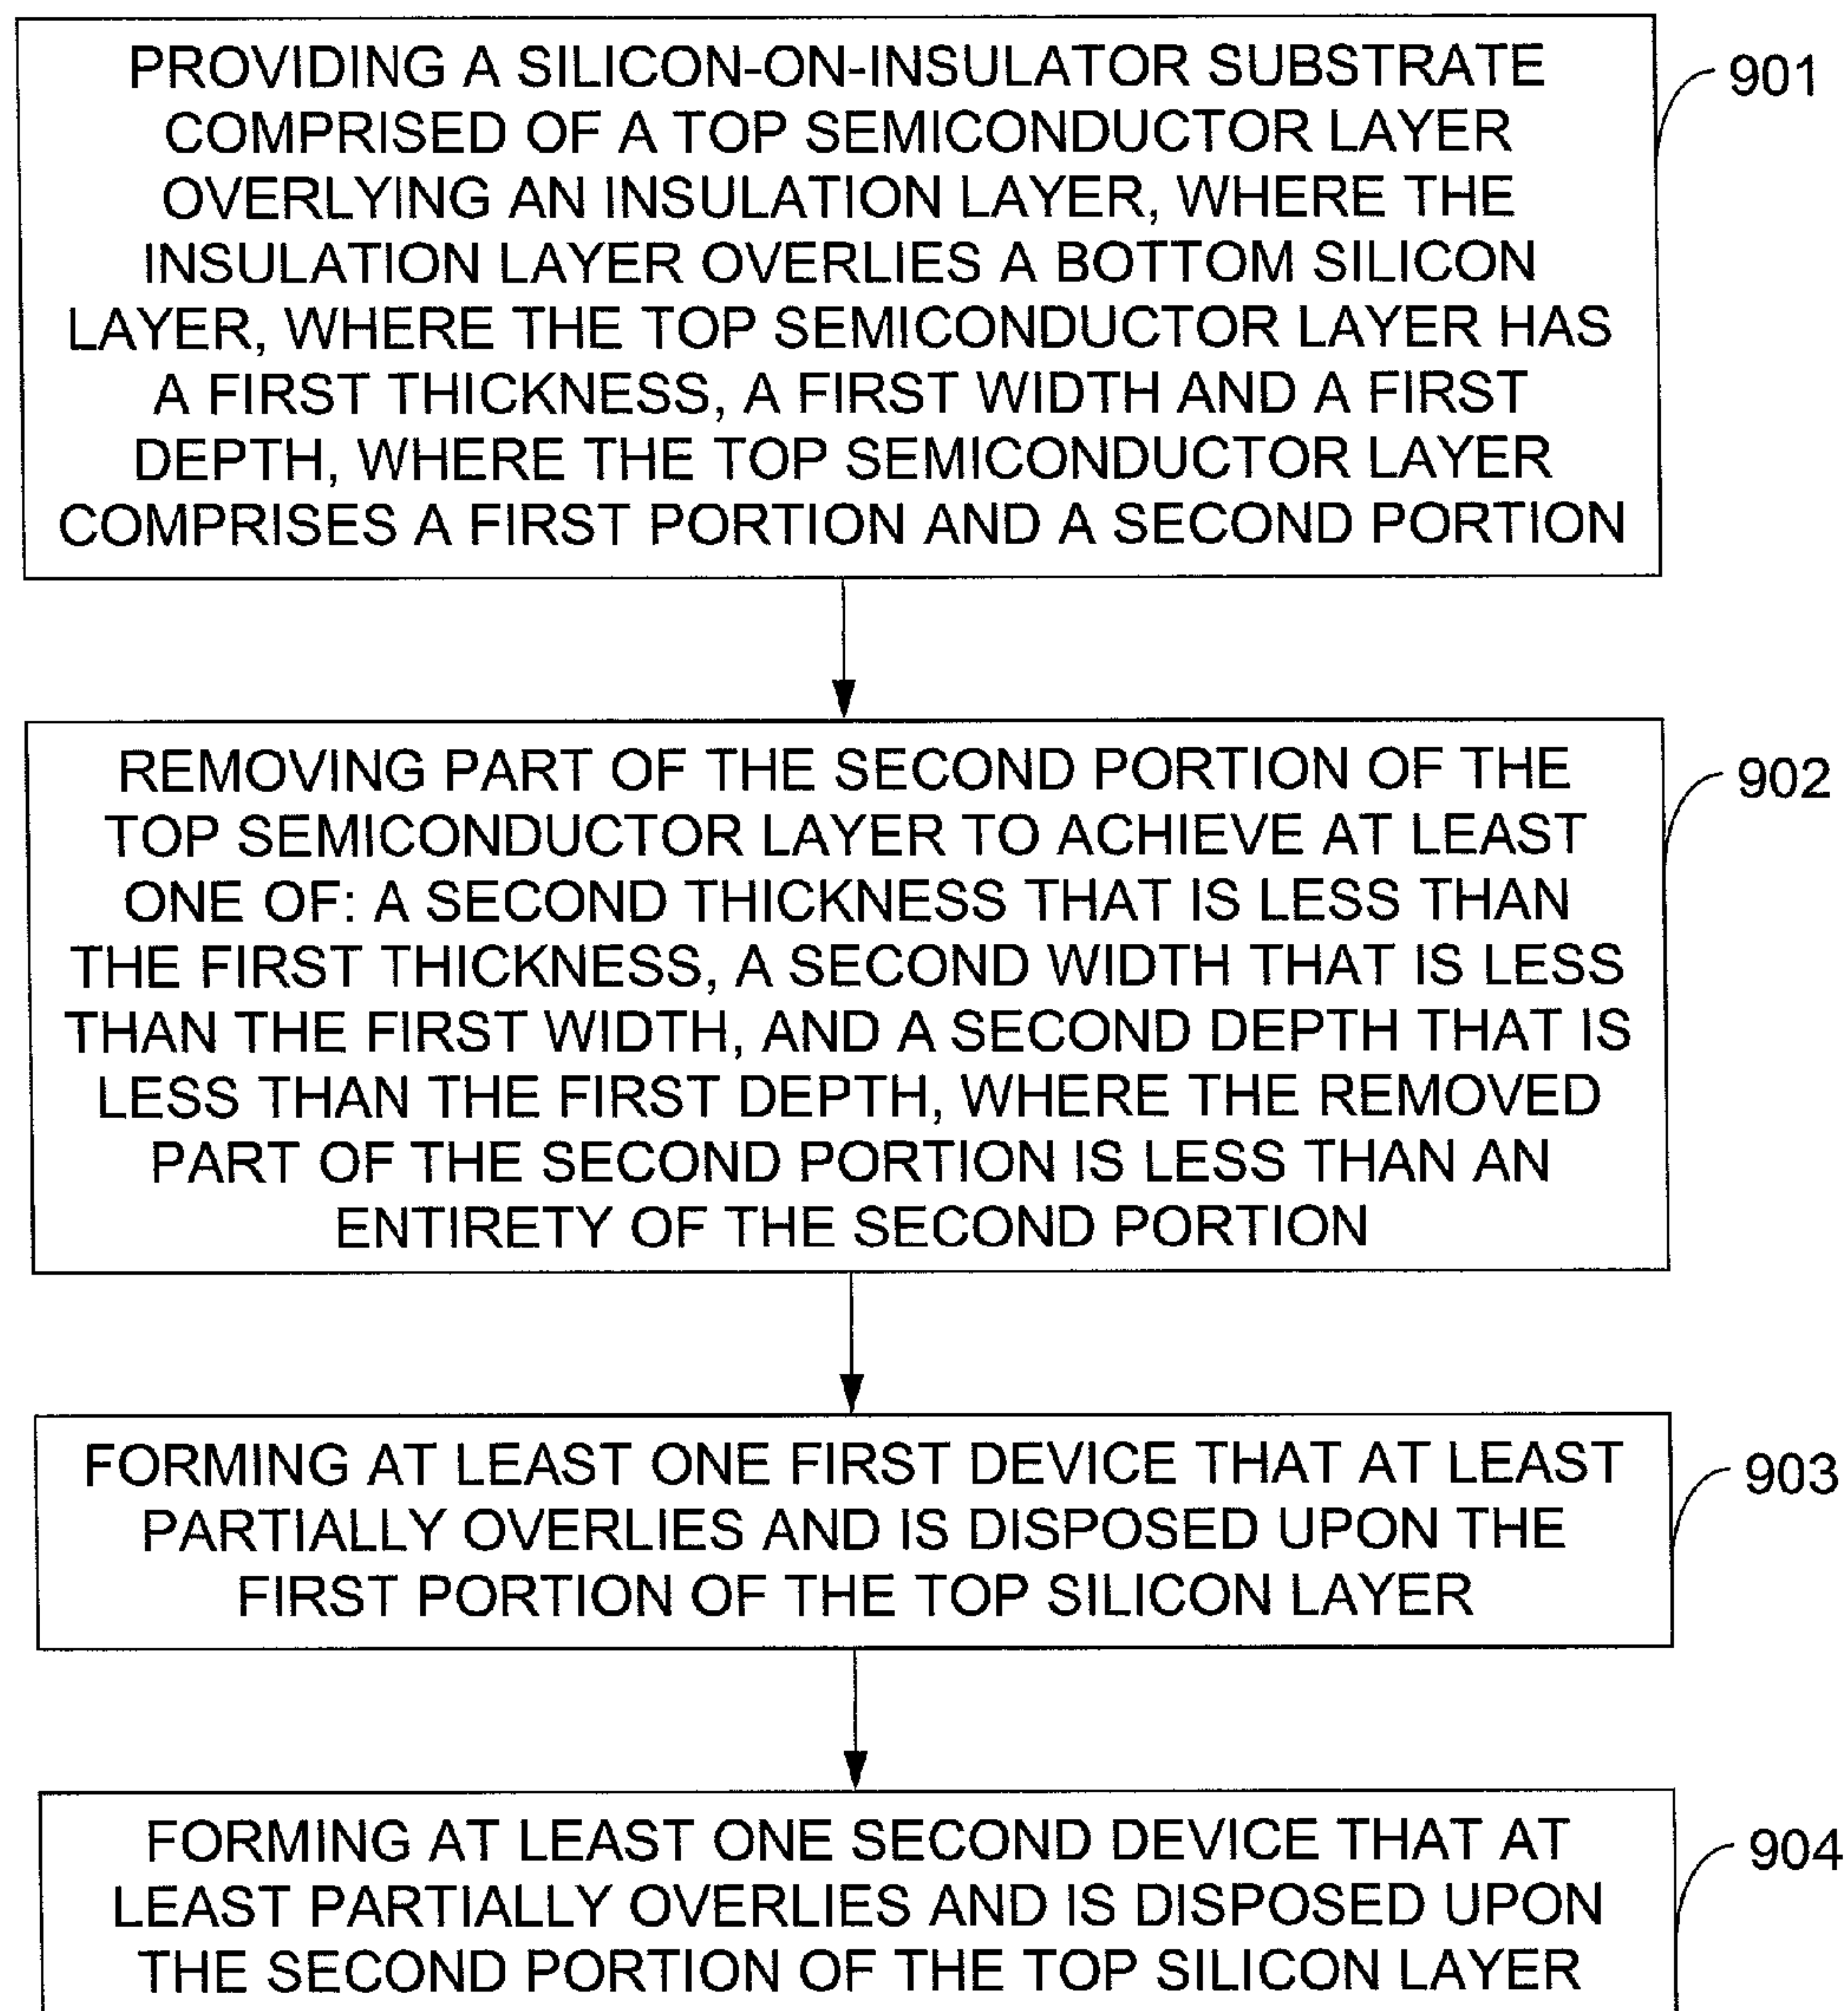 PROVIDING A SILICON-ON-INSULATOR SUBSTRATE
COMPRISED OF A TOP SEMICONDUCTOR LAYER
OVERLYING AN INSULATION LAYER, WHERE THE
INSULATION LAYER OVERLIES A BOTTOM SILICON
LAYER, WHERE THE TOP SEMICONDUCTOR LAYER HAS
A FIRST THICKNESS, A FIRST WIDTH AND A FIRST
DEPTH, WHERE THE TOP SEMICONDUCTOR LAYER
COMPRISES A FIRST PORTION AND A SECOND PORTION
901
REMOVING PART OF THE SECOND PORTION OF THE
TOP SEMICONDUCTOR LAYER TO ACHIEVE AT LEAST
ONE OF: A SECOND THICKNESS THAT IS LESS THAN
THE FIRST THICKNESS, A SECOND WIDTH THAT IS LESS
THAN THE FIRST WIDTH, AND A SECOND DEPTH THAT IS
LESS THAN THE FIRST DEPTH, WHERE THE REMOVED
PART OF THE SECOND PORTION IS LESS THAN AN
ENTIRETY OF THE SECOND PORTION
902
FORMING AT LEAST ONE FIRST DEVICE THAT AT LEAST
PARTIALLY OVERLIES AND IS DISPOSED UPON THE
FIRST PORTION OF THE TOP SILICON LAYER
903
FORMING AT LEAST ONE SECOND DEVICE THAT AT
LEAST PARTIALLY OVERLIES AND IS DISPOSED UPON
THE SECOND PORTION OF THE TOP SILICON LAYER
904